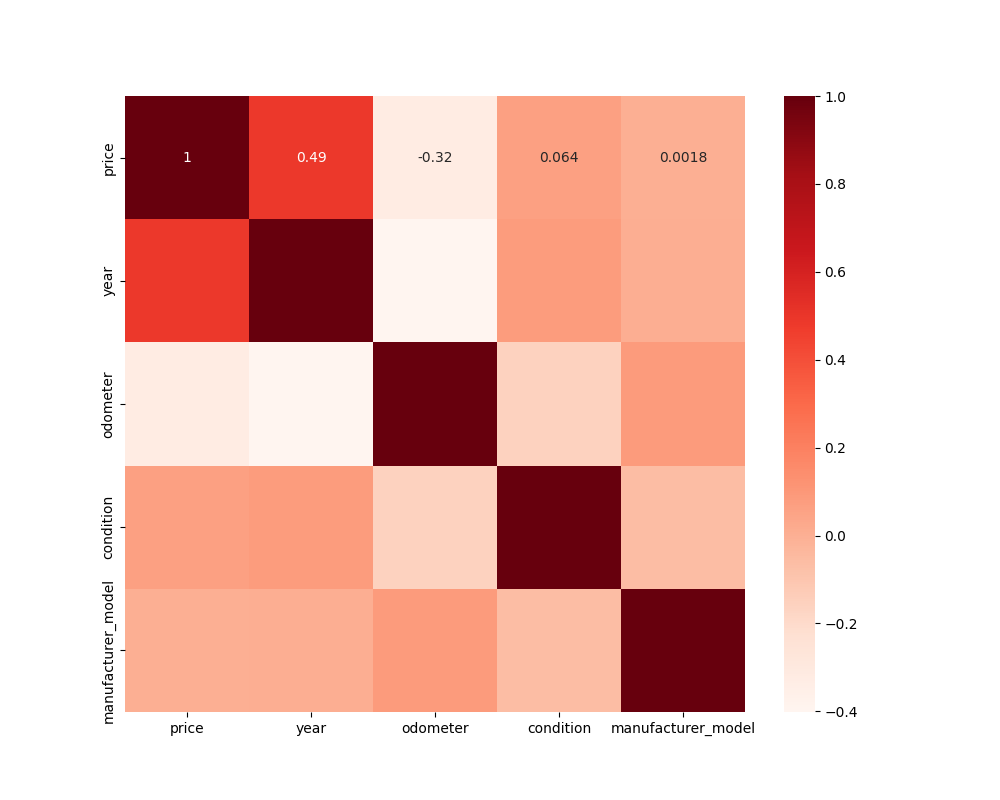 1.0
price 1 0.49 -0.32 0.064 0.0018
0.8
0.6
year
0.4
odometer
0.2
condition
0.0
manufacturer_model
−0.2
−0.4
price year odometer condition manufacturer_model